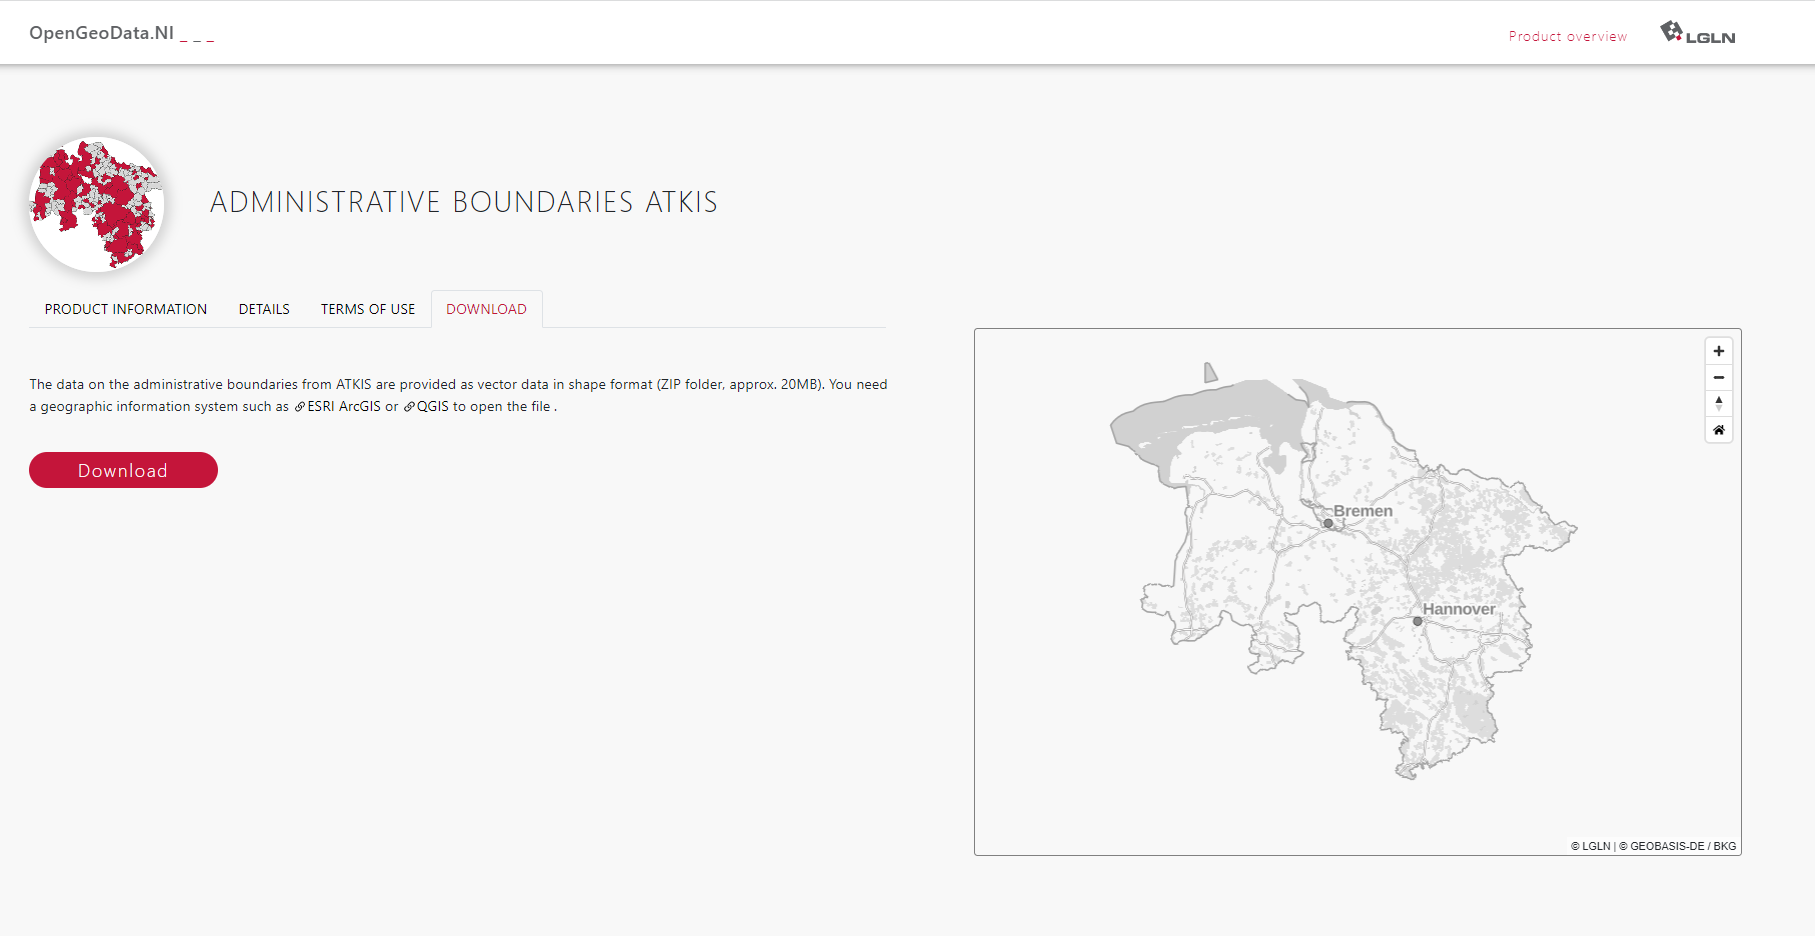 OpenGeoData.NI _ _ _
Product overview
LGLN
ADMINISTRATIVE BOUNDARIES ATKIS
PRODUCT INFORMATION
DETAILS
TERMS OF USE
DOWNLOAD
The data on the administrative boundaries from ATKIS are provided as vector data in shape format (ZIP folder, approx. 20MB). You need
a geographic information system such as ESRI ArcGIS or QGIS to open the file .
Download
Bremen
Hannover
© LGLN | © GEOBASIS-DE / BKG